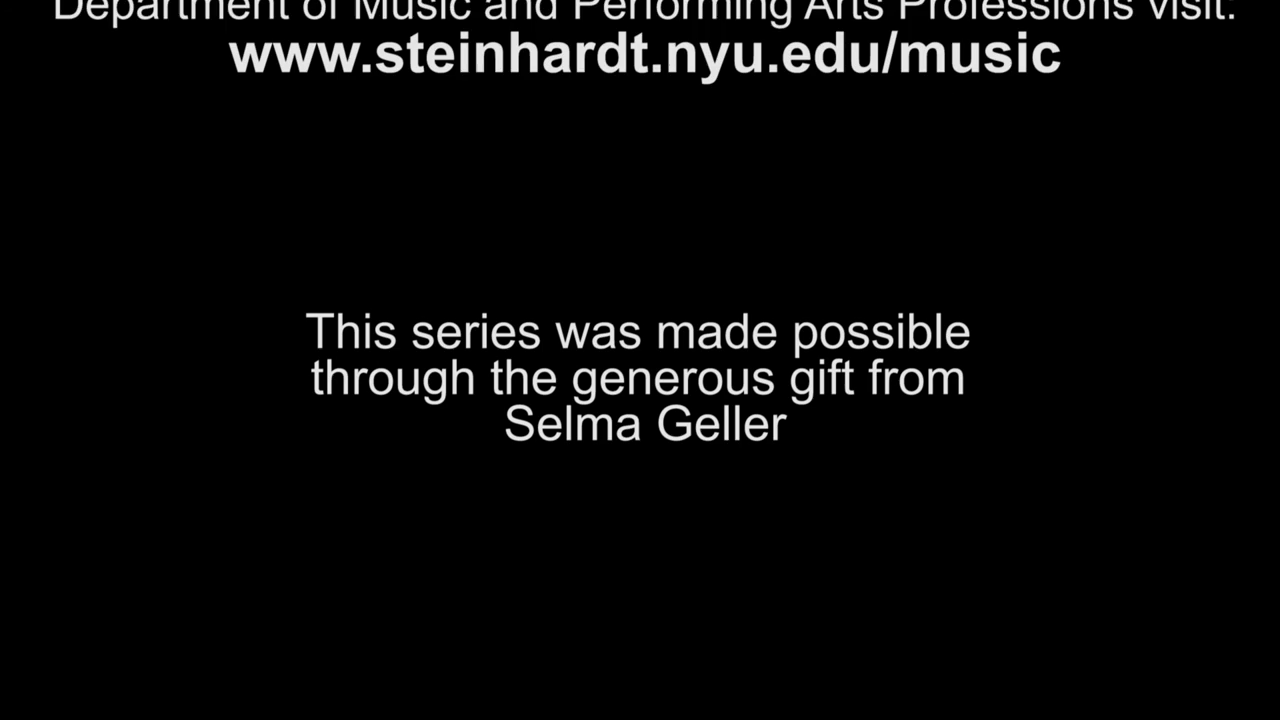 Department of Music and Performing Arts Professions visit:
www.steinhardt.nyu.edu/music
This series was made possible
through the generous gift from
Selma Geller